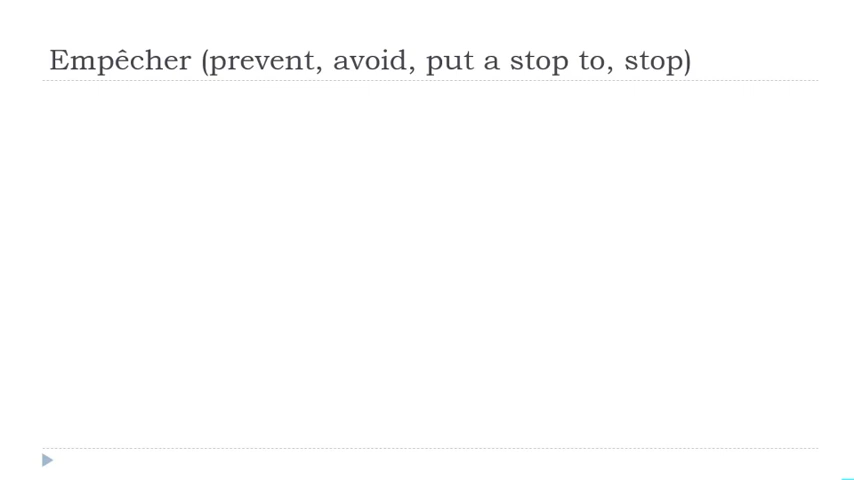 Empêcher (prevent, avoid, put a stop to, stop)